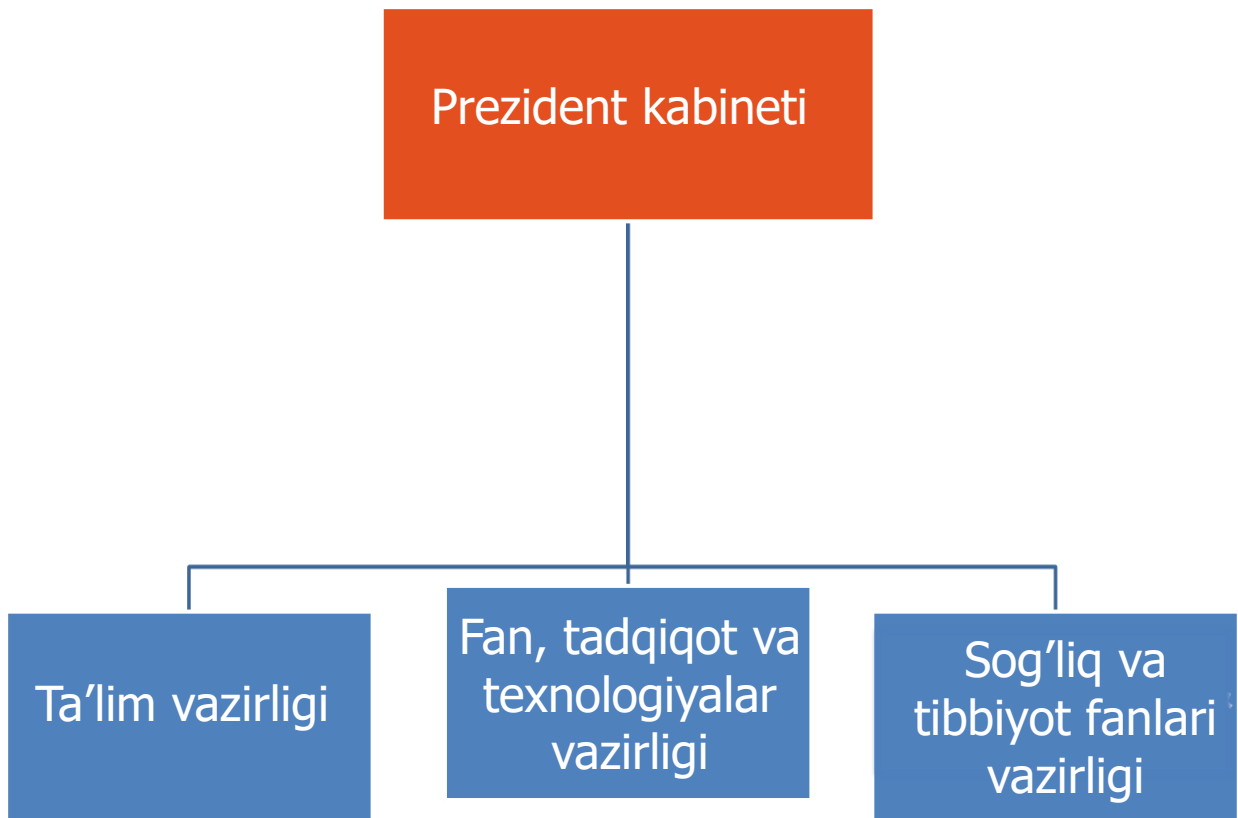 Prezident kabineti
Ta’lim vazirligi
Fan, tadqiqot va
texnologiyalar
vazirligi
Sog’liq va
tibbiyot fanlari
vazirligi